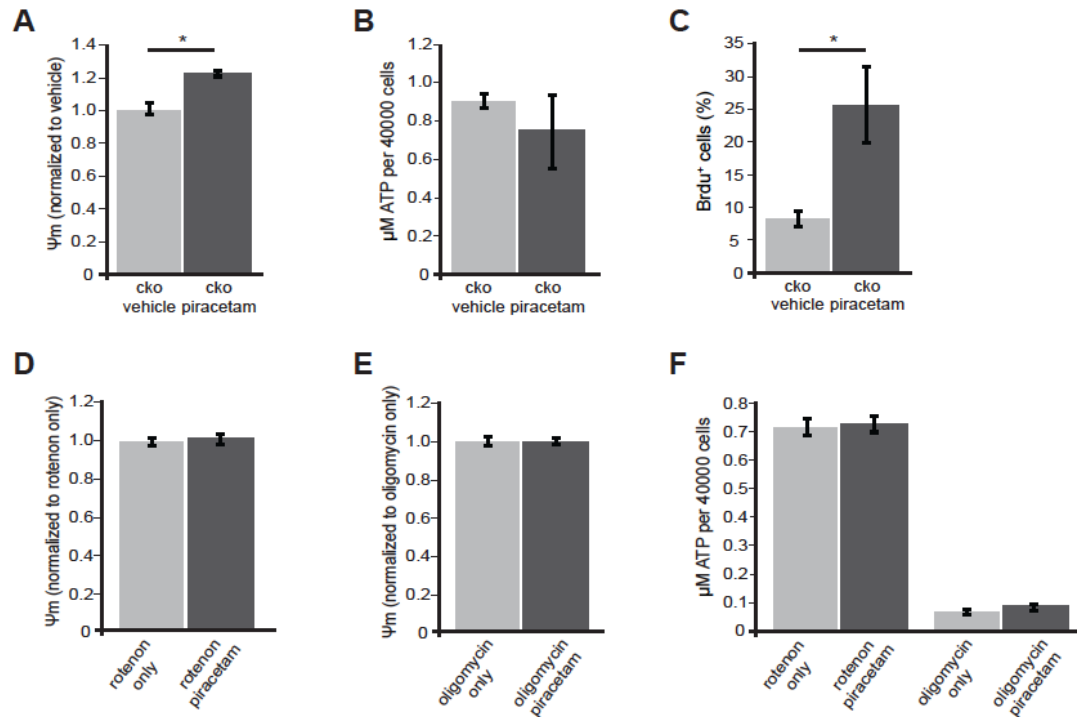 A
Ψm (normalized to vehicle)
1.4
1.2
1.0
0.8
0.6
0.4
0.2
0
*
cko cko
vehicle piracetam
B
µM ATP per 40000 cells
1.2
1.0
0.8
0.6
0.4
0.2
0
cko cko
vehicle piracetam
C
Brdu⁺ cells (%)
35
30
25
20
15
10
5
0
*
cko cko
vehicle piracetam
D
Ψm (normalized to rotenon only)
1.2
1.0
0.8
0.6
0.4
0.2
0
rotenon
only
rotenon
piracetam
E
Ψm (normalized to oligomycin only)
1.2
1.0
0.8
0.6
0.4
0.2
0
oligomycin
only
oligomycin
piracetam
F
µM ATP per 40000 cells
0.8
0.7
0.6
0.5
0.4
0.3
0.2
0.1
0
rotenon
only
rotenon
piracetam
oligomycin
only
oligomycin
piracetam